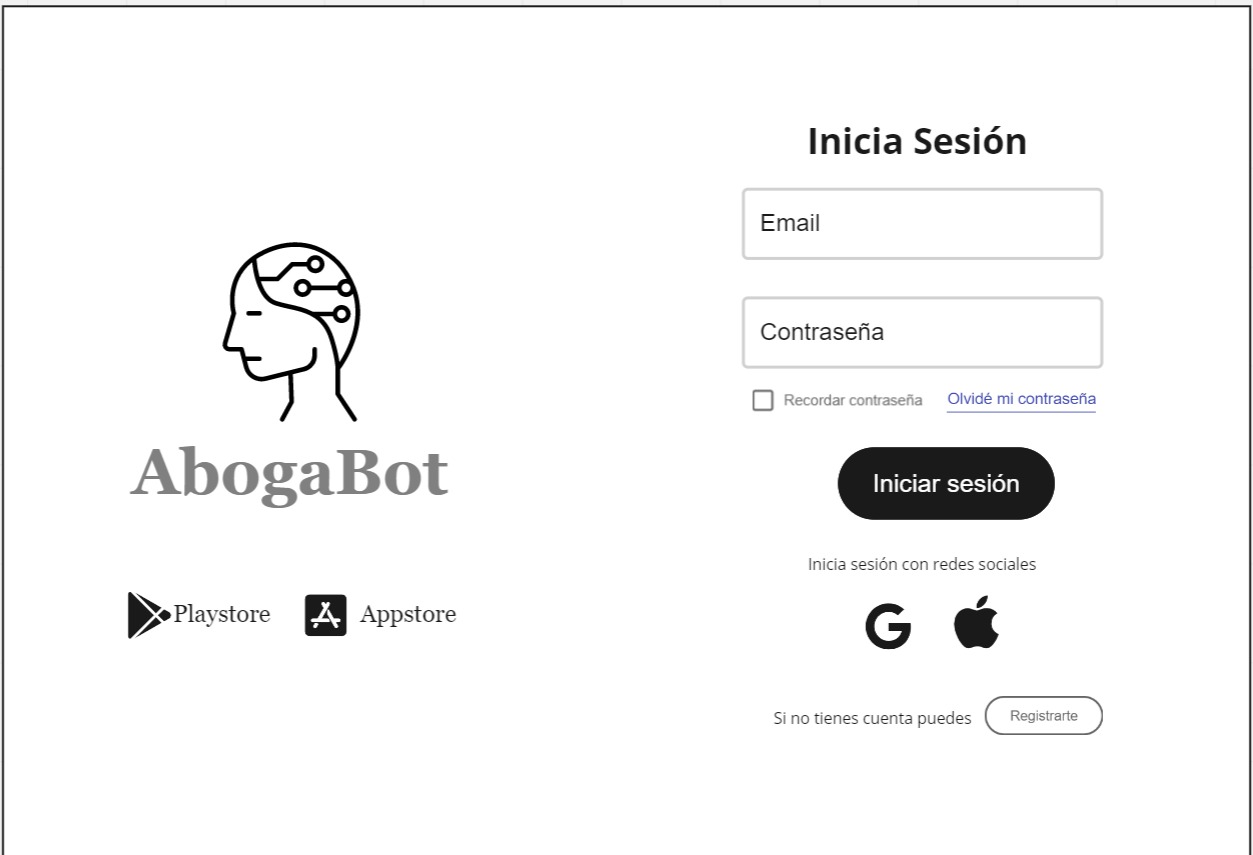 AbogaBot
Playstore
Appstore
Inicia Sesión
Email
Contraseña
Recordar contraseña
Olvidé mi contraseña
Iniciar sesión
Inicia sesión con redes sociales
Si no tienes cuenta puedes
Registrarte